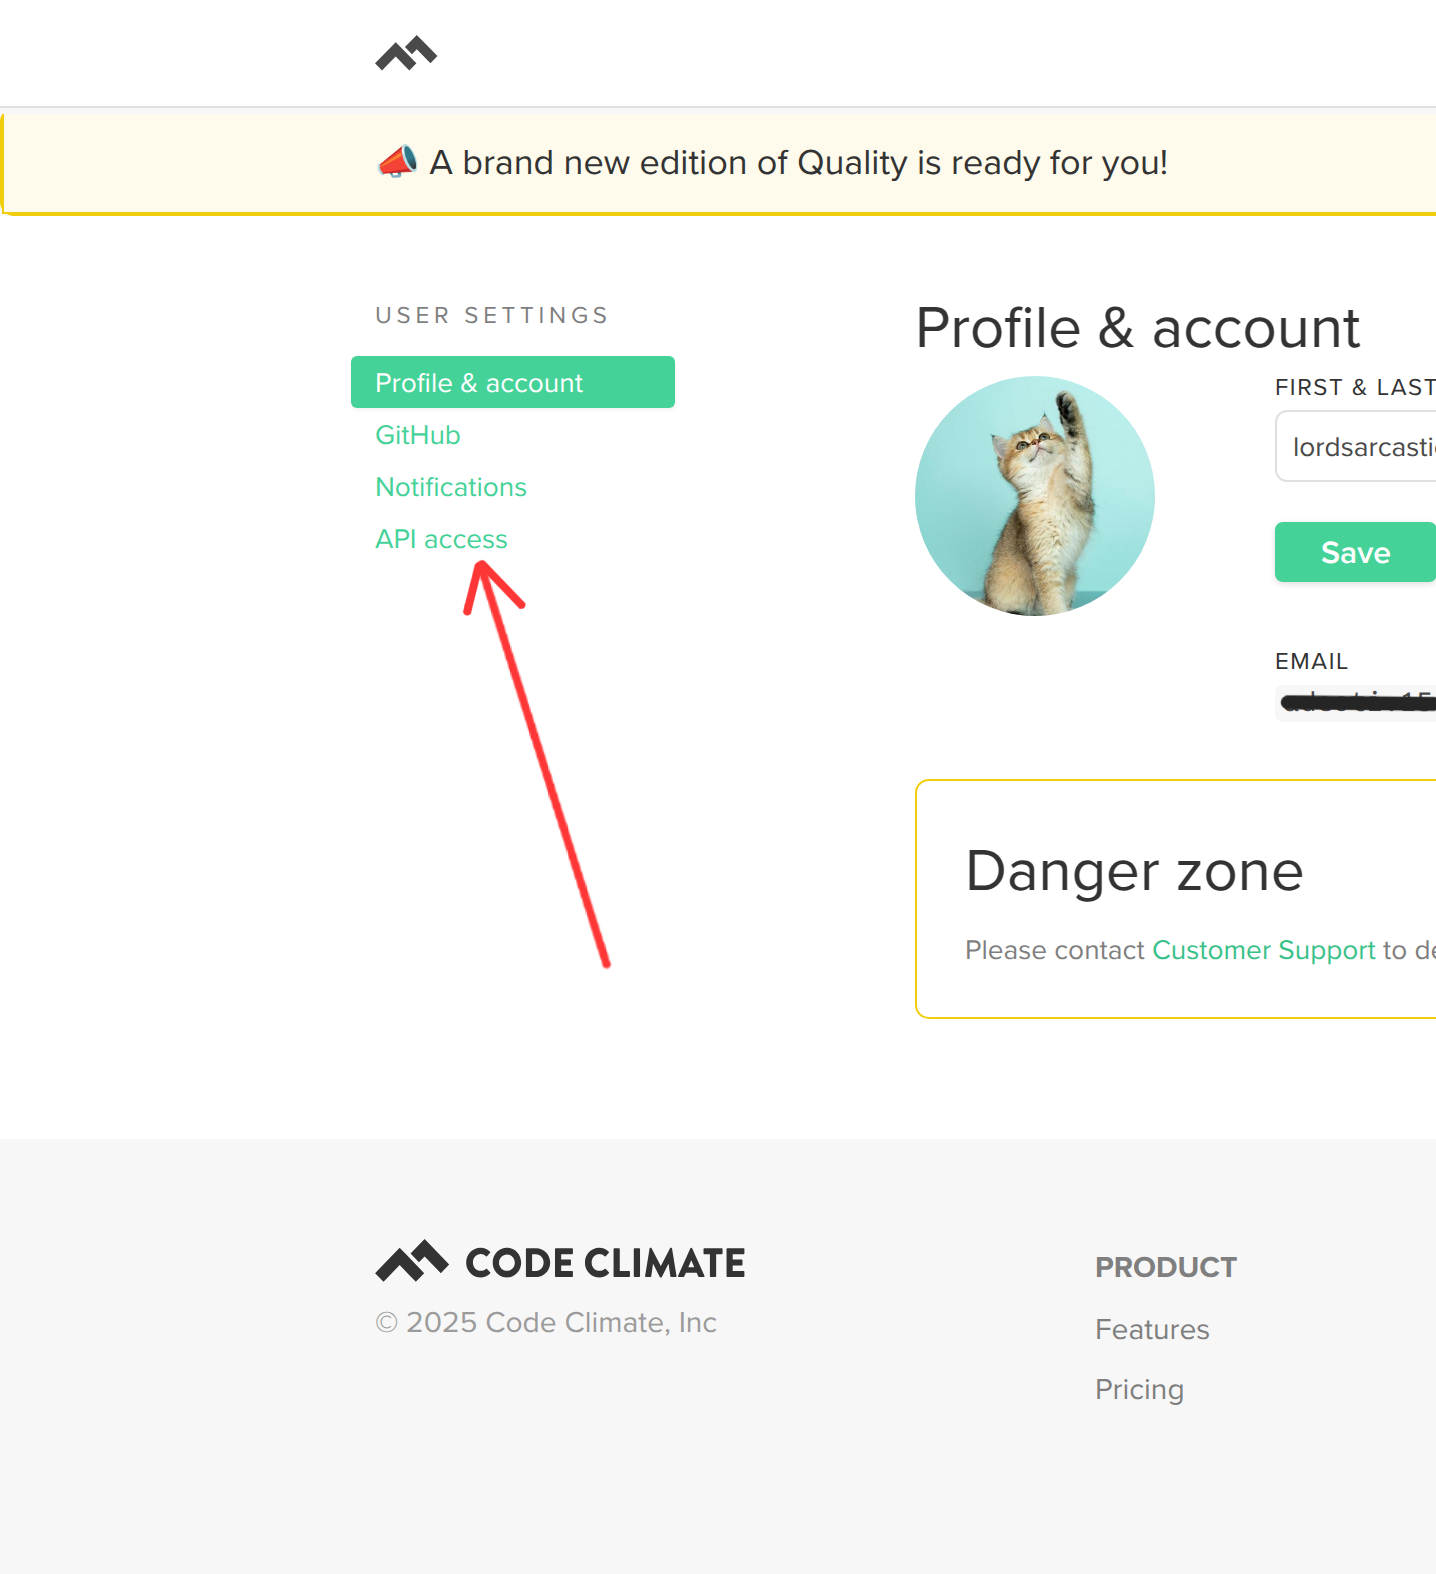 A brand new edition of Quality is ready for you!
USER SETTINGS
Profile & account
GitHub
Notifications
API access
Profile & account
FIRST & LAST
lordsarcasti
Save
EMAIL
Danger zone
Please contact Customer Support to de
CODE CLIMATE
© 2025 Code Climate, Inc
PRODUCT
Features
Pricing